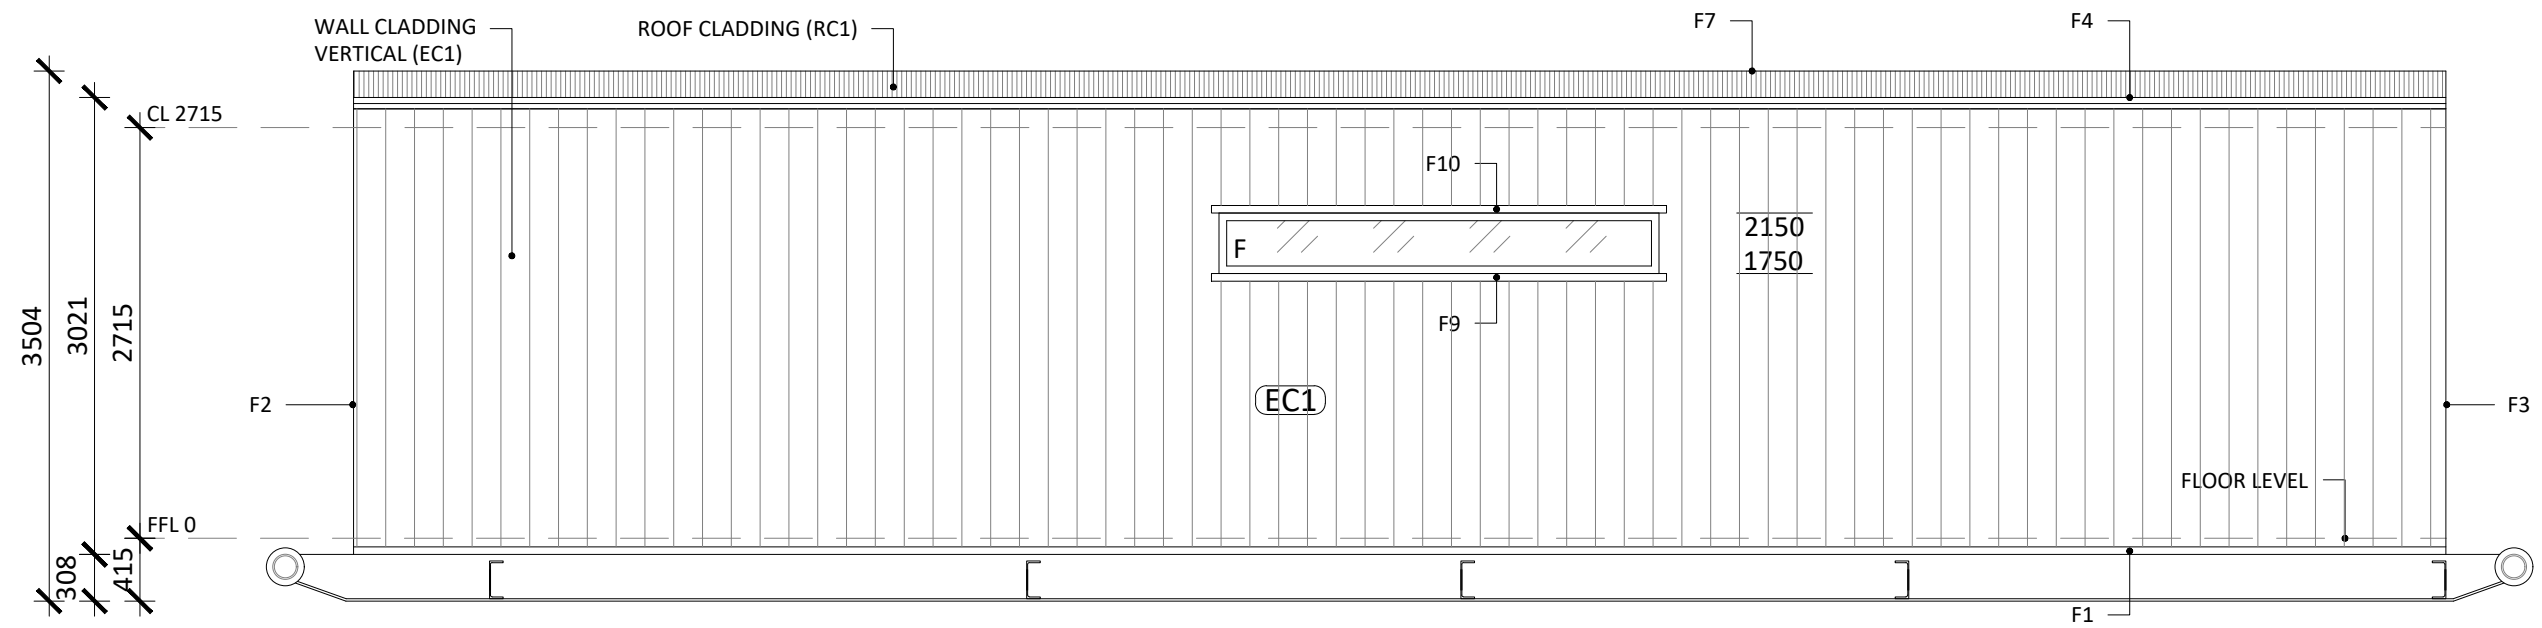 WALL CLADDING
VERTICAL (EC1)
ROOF CLADDING (RC1)
F7
F4
CL 2715
F10
2150
1750
F
F9
3504
3021
2715
EC1
F2
F3
FLOOR LEVEL
FFL 0
308
415
F1